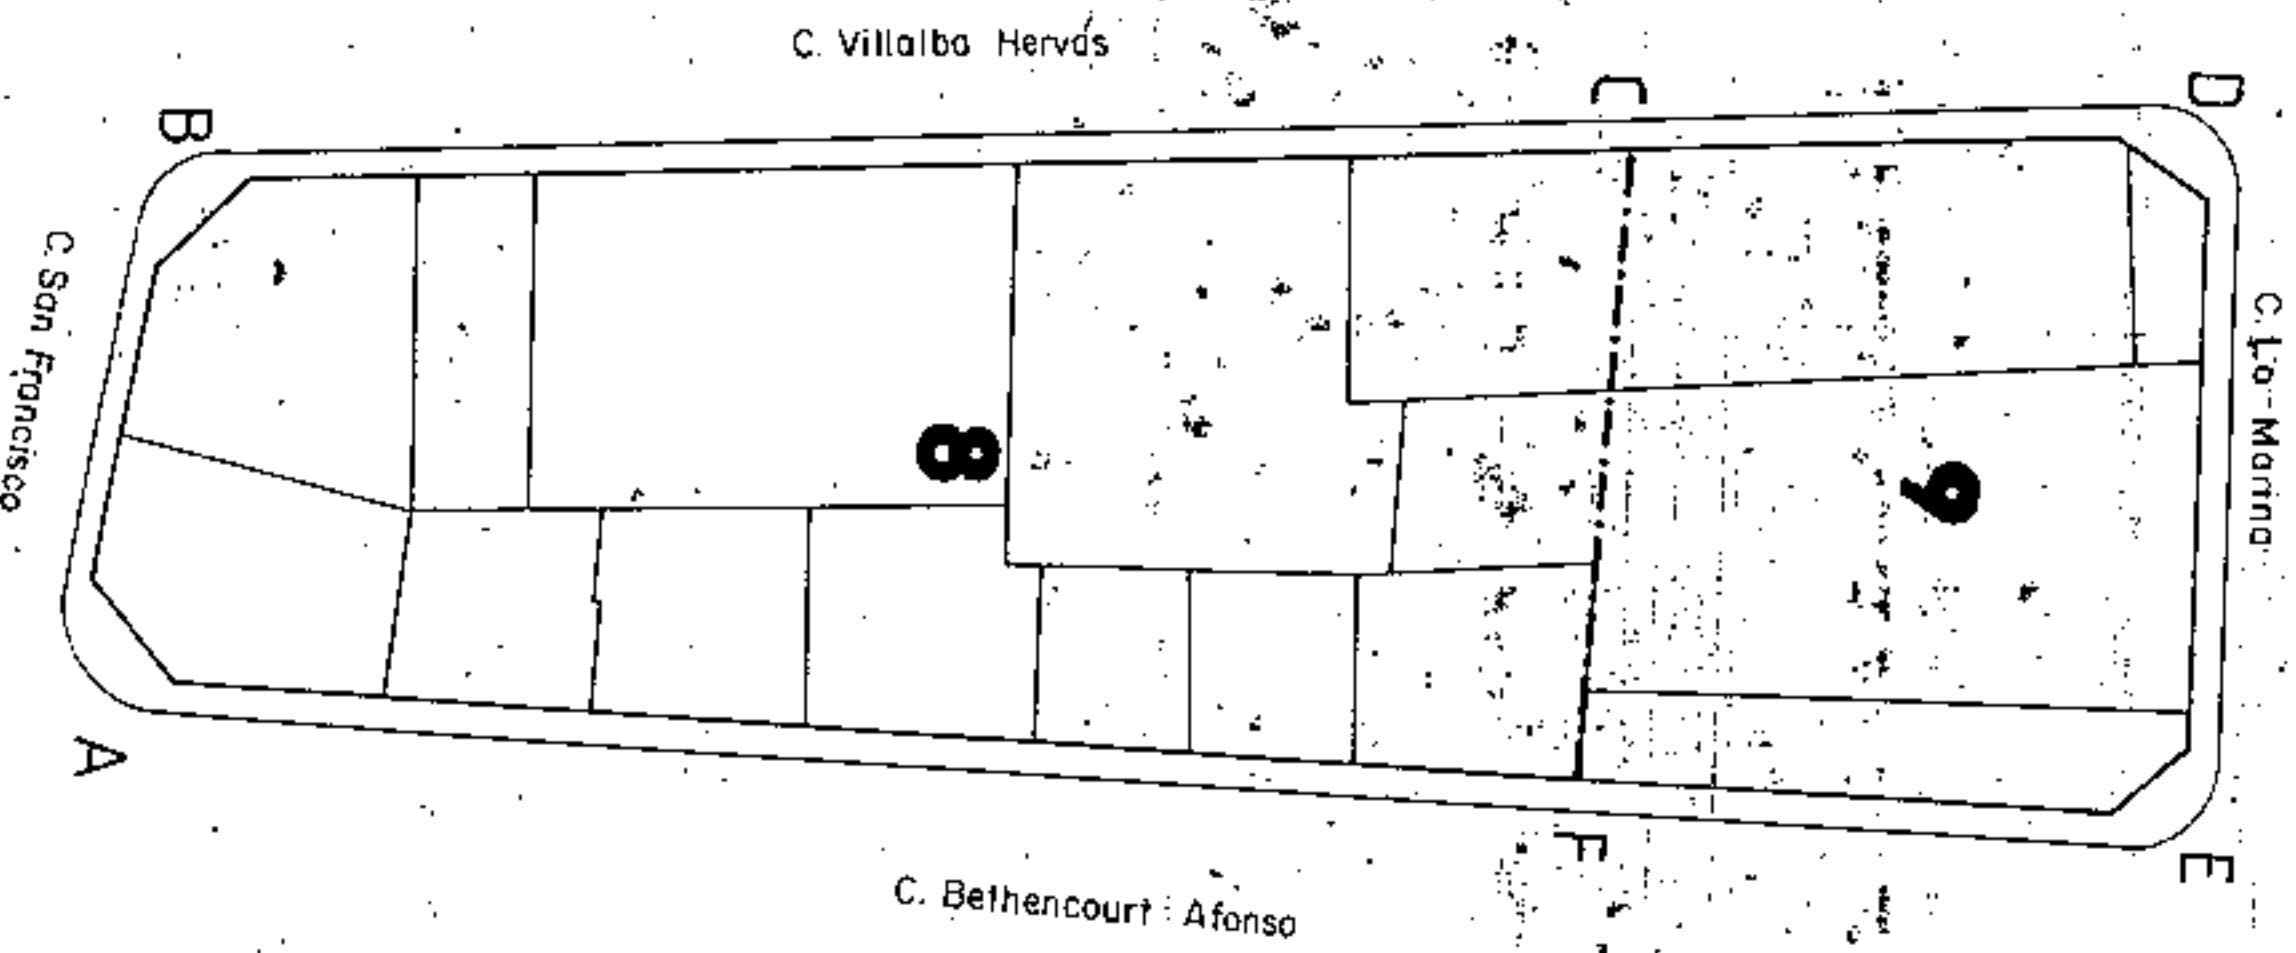 C. Villalba Hervás
B
C
D
C. San Francisco
C. La Marina
8
9
A
F
E
C. Bethencourt Afonso